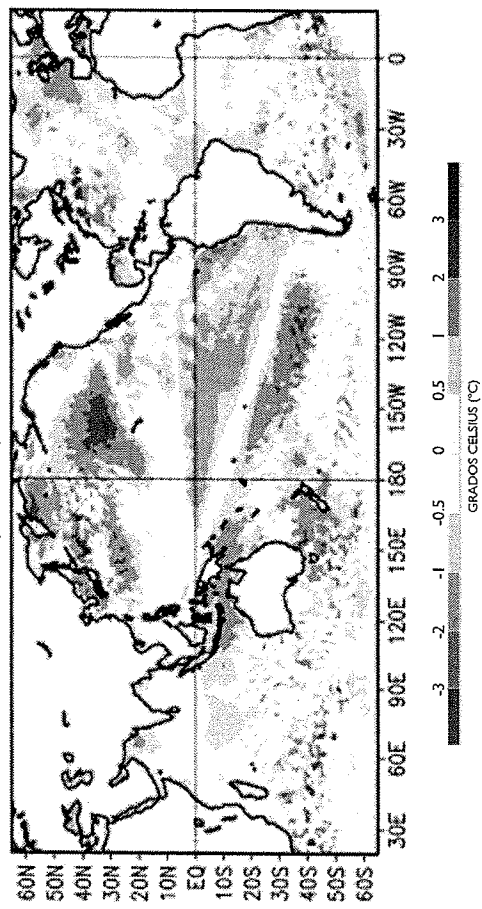 60N
50N
40N
30N
20N
10N
EQ
10S
20S
30S
40S
50S
60S
30E 60E 90E 120E 150E 180 150W 120W 90W 60W 30W 0
-3 -2 -1 -0.5 0 0.5 1 2 3
GRADOS CELSIUS (°C)